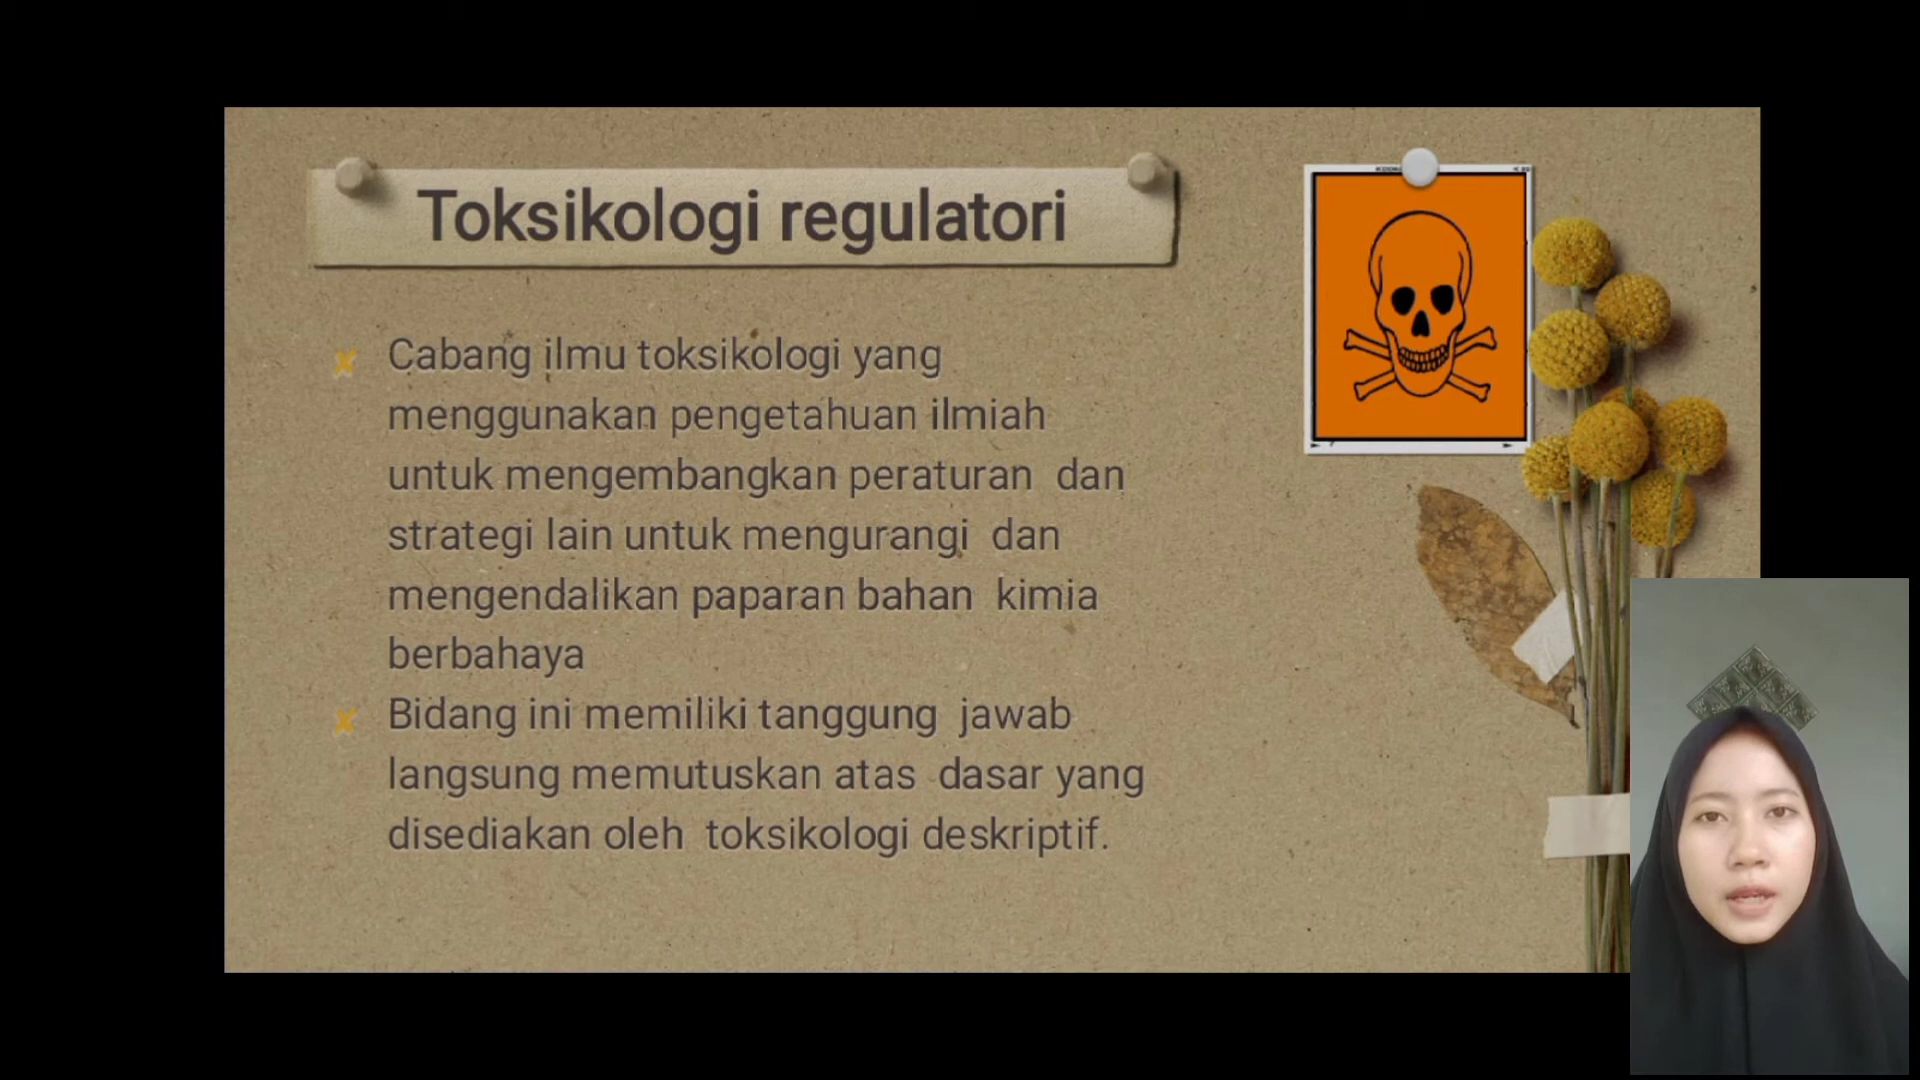 Toksikologi regulatori
Cabang ilmu toksikologi yang
menggunakan pengetahuan ilmiah
untuk mengembangkan peraturan dan
strategi lain untuk mengurangi dan
mengendalikan paparan bahan kimia
berbahaya
Bidang ini memiliki tanggung jawab
langsung memutuskan atas dasar yang
disediakan oleh toksikologi deskriptif.